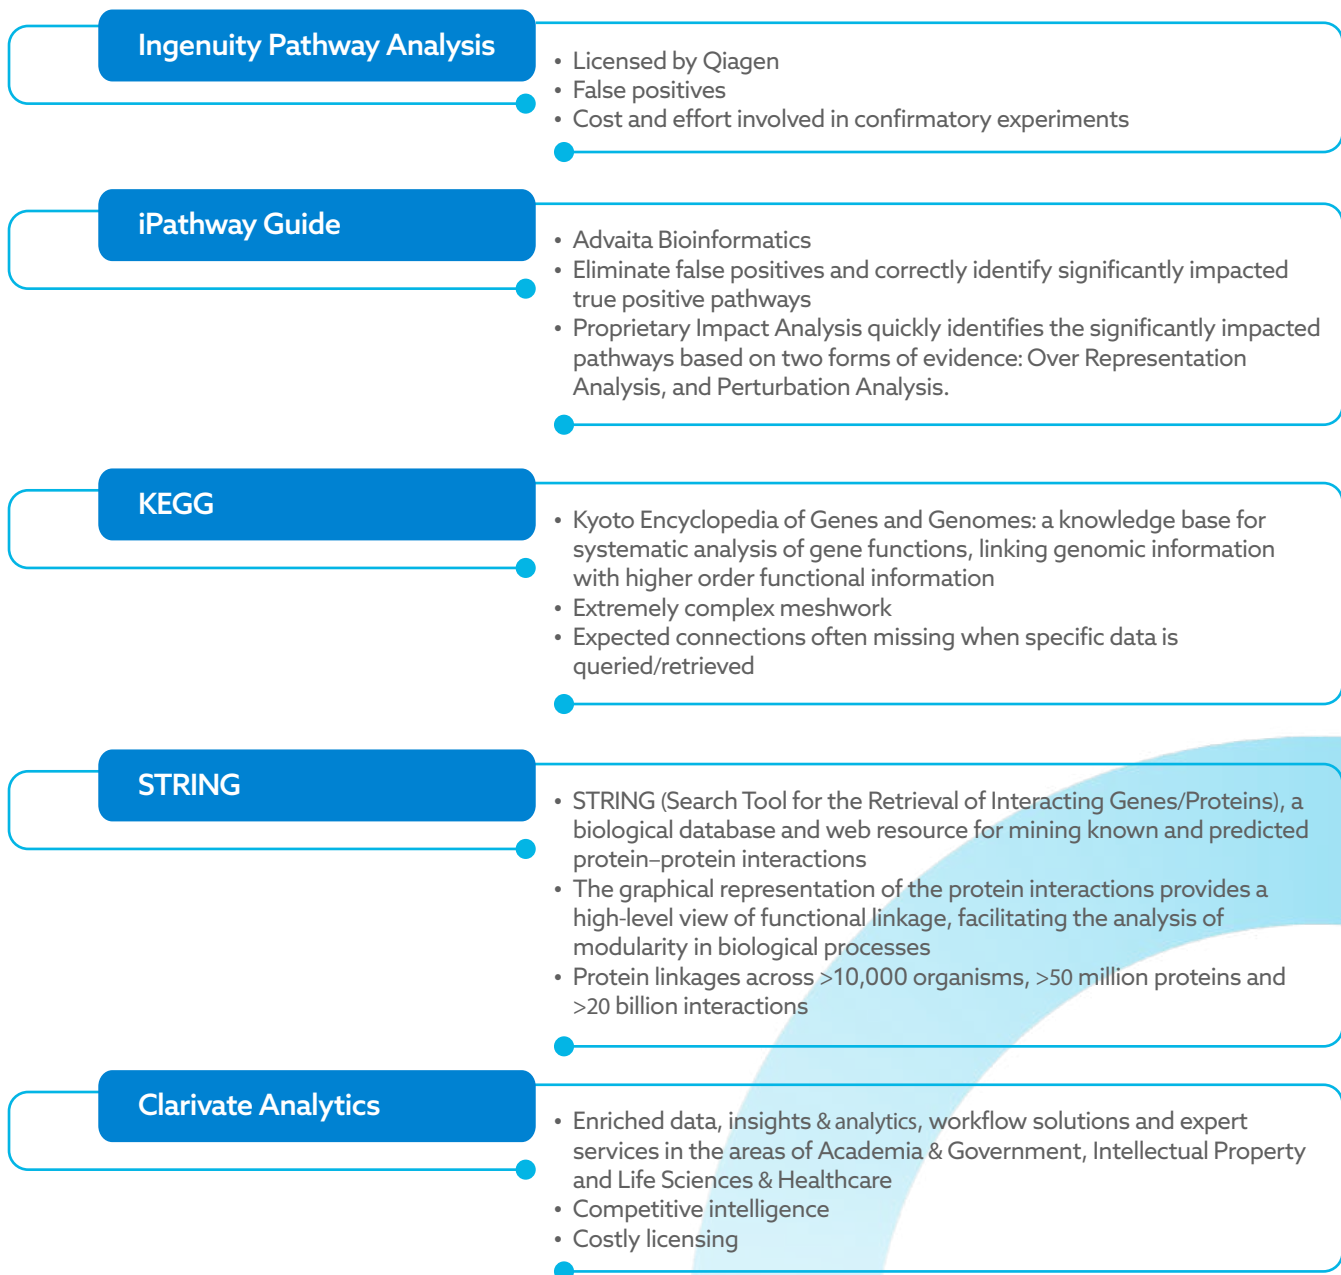 Ingenuity Pathway Analysis
• Licensed by Qiagen
• False positives
• Cost and effort involved in confirmatory experiments
iPathway Guide
• Advaita Bioinformatics
• Eliminate false positives and correctly identify significantly impacted
true positive pathways
• Proprietary Impact Analysis quickly identifies the significantly impacted
pathways based on two forms of evidence: Over Representation
Analysis, and Perturbation Analysis.
KEGG
• Kyoto Encyclopedia of Genes and Genomes: a knowledge base for
systematic analysis of gene functions, linking genomic information
with higher order functional information
• Extremely complex meshwork
• Expected connections often missing when specific data is
queried/retrieved
STRING
• STRING (Search Tool for the Retrieval of Interacting Genes/Proteins), a
biological database and web resource for mining known and predicted
protein–protein interactions
• The graphical representation of the protein interactions provides a
high-level view of functional linkage, facilitating the analysis of
modularity in biological processes
• Protein linkages across >10,000 organisms, >50 million proteins and
>20 billion interactions
Clarivate Analytics
• Enriched data, insights & analytics, workflow solutions and expert
services in the areas of Academia & Government, Intellectual Property
and Life Sciences & Healthcare
• Competitive intelligence
• Costly licensing